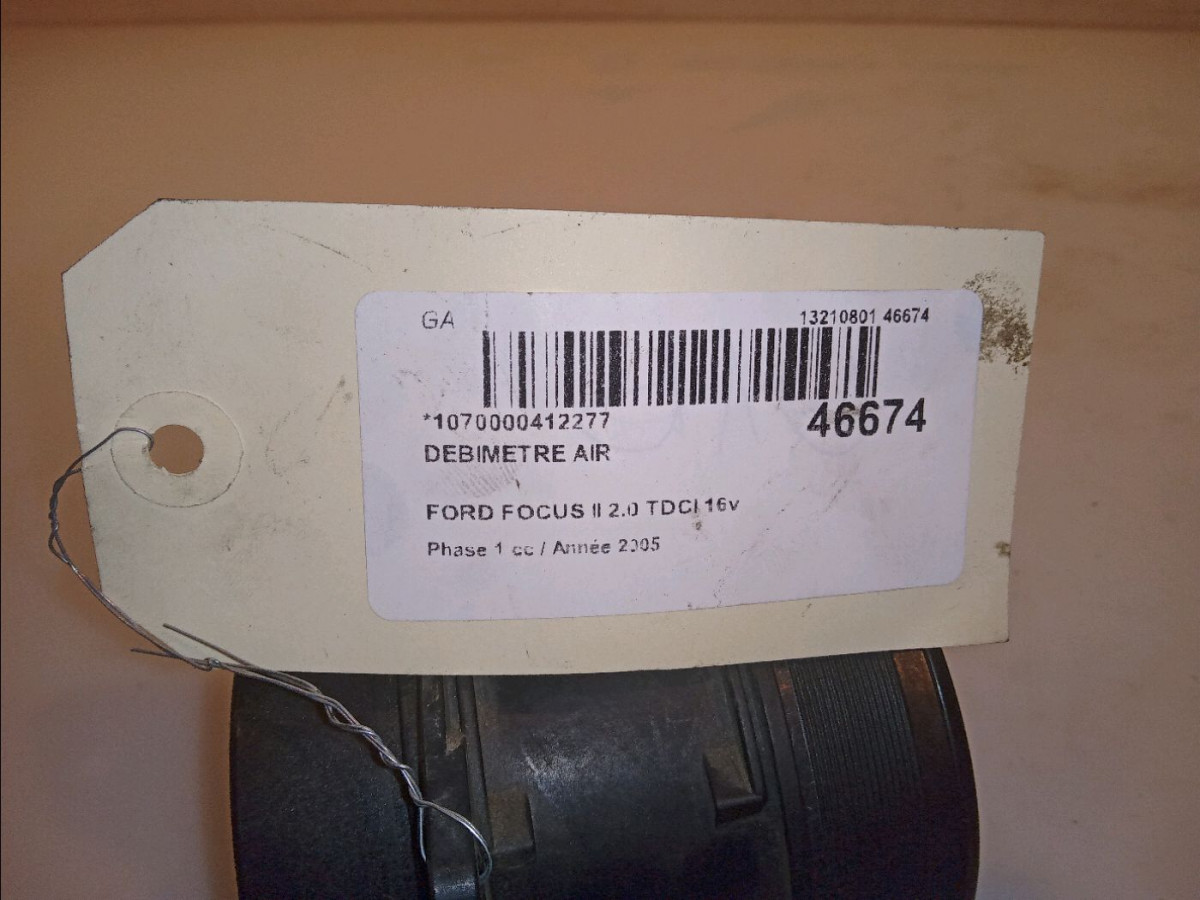 GA
13210801 46674
*1070000412277
46674
DEBIMETRE AIR
FORD FOCUS II 2.0 TDCI 16v
Phase 1 cc / Année 2005